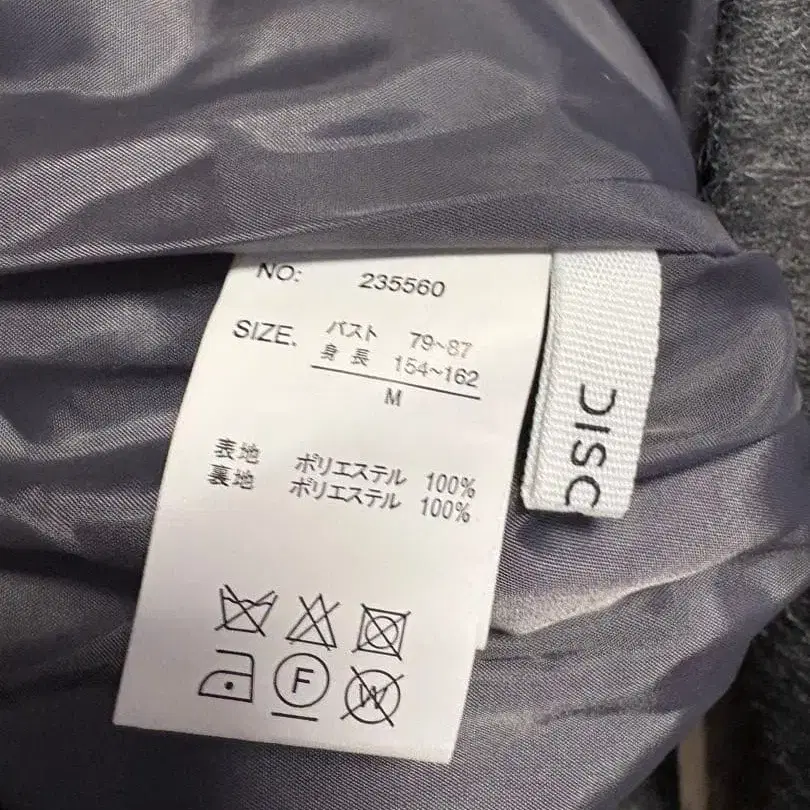 NO: 235560
SIZE. バスト 79~87
身長 154~162
M
表地 ポリエステル 100%
裏地 ポリエステル 100%
F
W
DISC